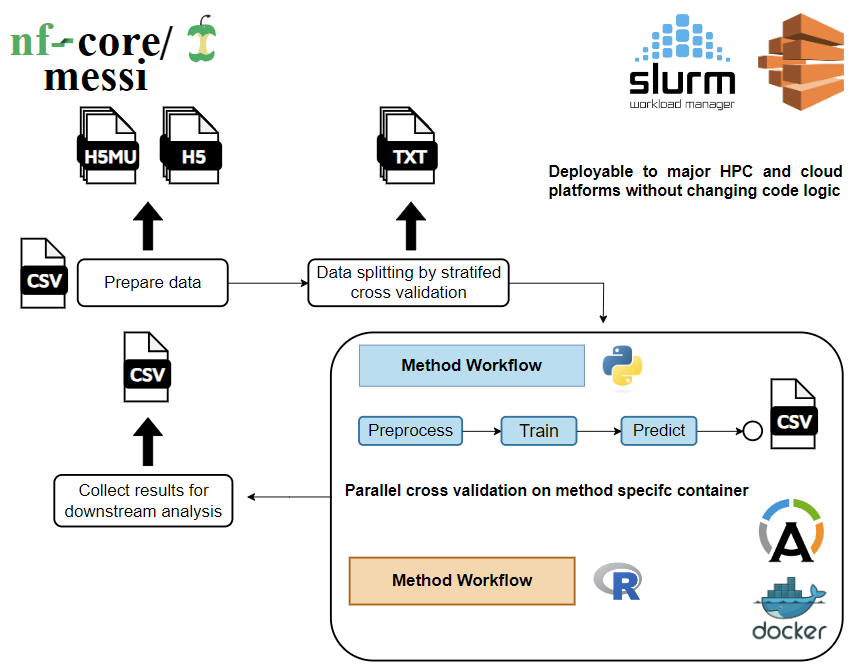 nf-core/
messi
slurm
workload manager
H5MU
H5
TXT
Deployable to major HPC and cloud
platforms without changing code logic
CSV
Prepare data
Data splitting by stratifed
cross validation
CSV
Method Workflow
Preprocess
Train
Predict
CSV
Collect results for
downstream analysis
Parallel cross validation on method specifc container
A
Method Workflow
R
docker